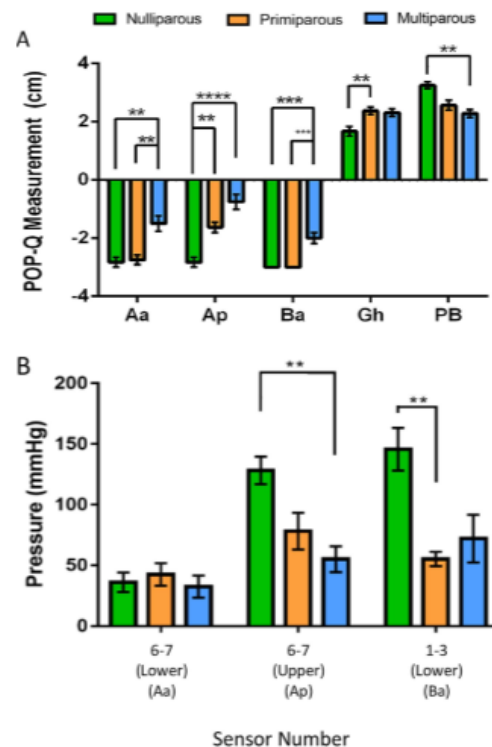 Nulliparous Primiparous Multiparous
A
POP-Q Measurement (cm)
4
2
0
-2
-4
** ** **** ** *** *** ** **
Aa Ap Ba Gh PB
B
Pressure (mmHg)
200
150
100
50
0
** **
6-7 6-7 1-3
(Lower) (Upper) (Lower)
(Aa) (Ap) (Ba)
Sensor Number